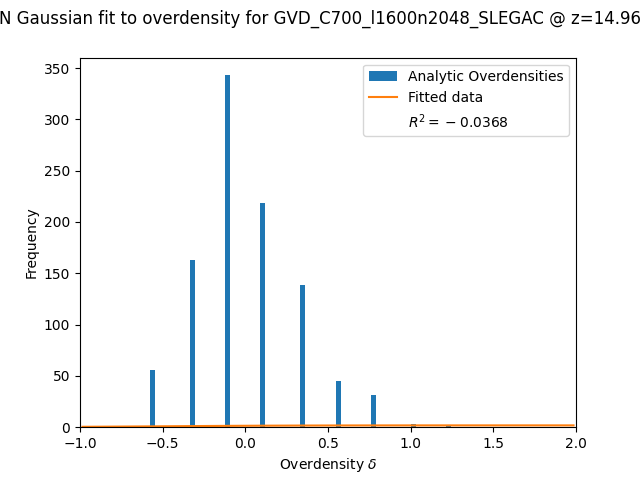 N Gaussian fit to overdensity for GVD_C700_l1600n2048_SLEGAC @ z=14.96
Analytic Overdensities
Fitted data
R² = − 0.0368
Frequency
350
300
250
200
150
100
50
0
−1.0 −0.5 0.0 0.5 1.0 1.5 2.0
Overdensity δ